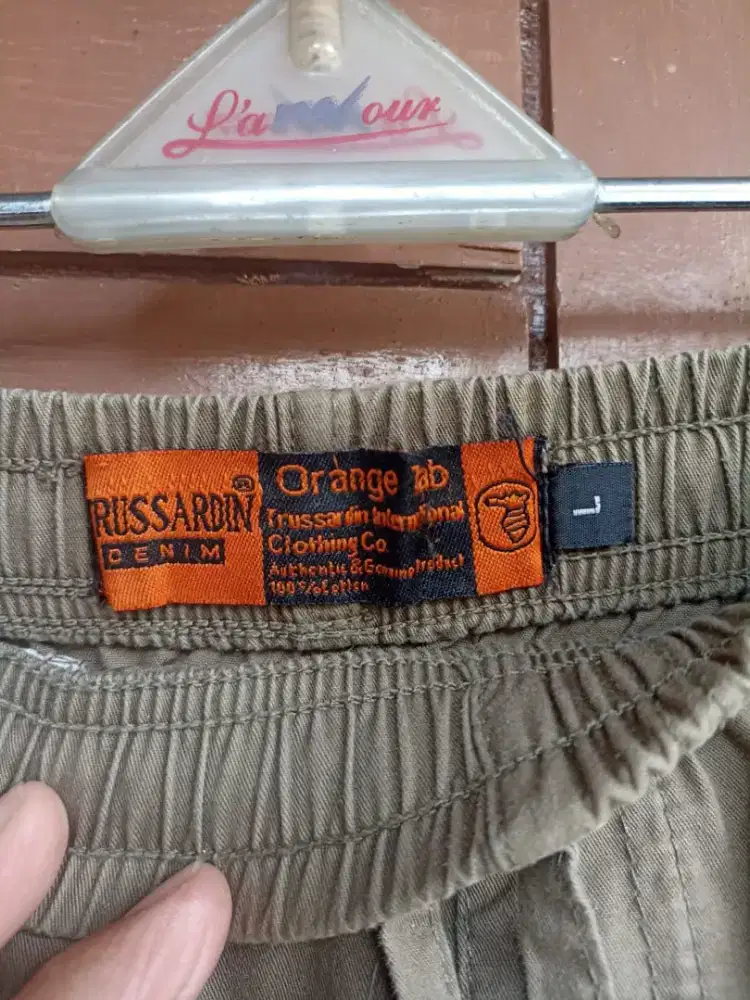 L'amour
TRUSSARDIN ®
DENIM
Orange Tab
Trussardin International
Clothing Co.
Authentic & Genuine Product
100% Cotton
L